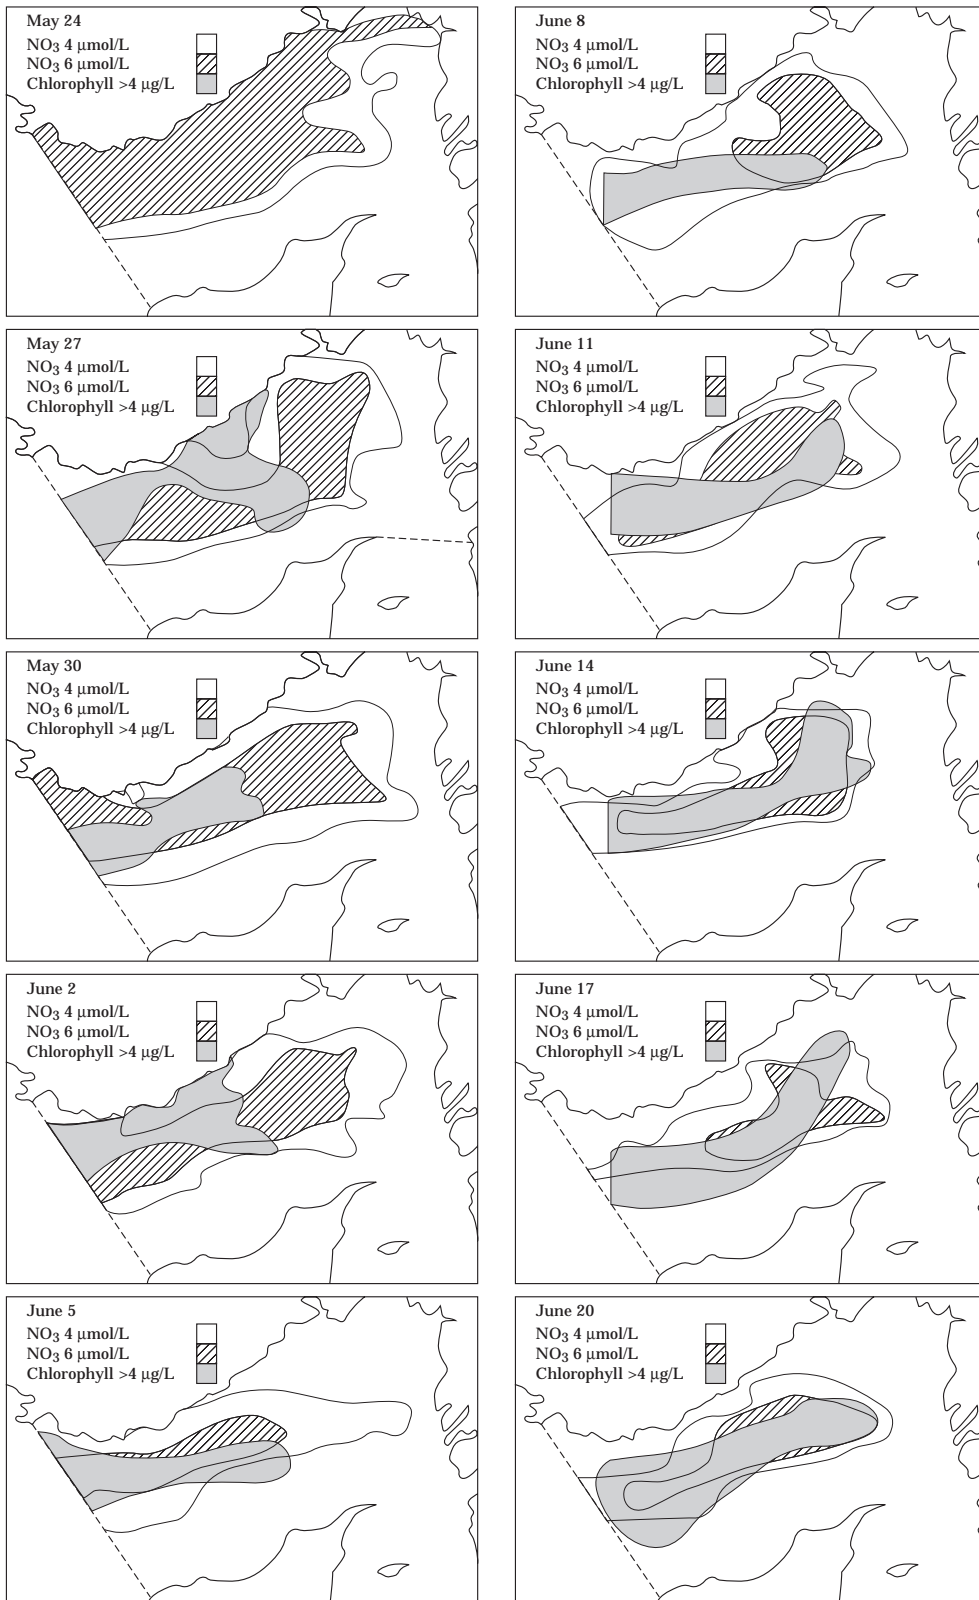 May 24
NO₃ 4 μmol/L
NO₃ 6 μmol/L
Chlorophyll >4 μg/L
May 27
NO₃ 4 μmol/L
NO₃ 6 μmol/L
Chlorophyll >4 μg/L
May 30
NO₃ 4 μmol/L
NO₃ 6 μmol/L
Chlorophyll >4 μg/L
June 2
NO₃ 4 μmol/L
NO₃ 6 μmol/L
Chlorophyll >4 μg/L
June 5
NO₃ 4 μmol/L
NO₃ 6 μmol/L
Chlorophyll >4 μg/L
June 8
NO₃ 4 μmol/L
NO₃ 6 μmol/L
Chlorophyll >4 μg/L
June 11
NO₃ 4 μmol/L
NO₃ 6 μmol/L
Chlorophyll >4 μg/L
June 14
NO₃ 4 μmol/L
NO₃ 6 μmol/L
Chlorophyll >4 μg/L
June 17
NO₃ 4 μmol/L
NO₃ 6 μmol/L
Chlorophyll >4 μg/L
June 20
NO₃ 4 μmol/L
NO₃ 6 μmol/L
Chlorophyll >4 μg/L